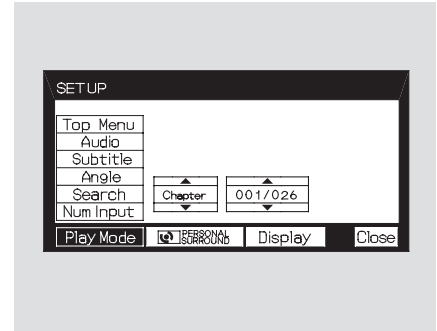 SETUP
Top Menu
Audio
Subtitle
Angle
Search Chapter 001/026
Num Input
Play Mode PERSONAL SURROUND Display Close